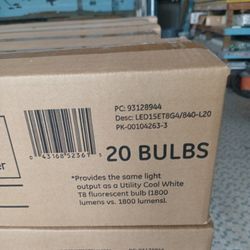 PC: 93128944
Desc: LED15ET8G4/840-L20
PK-00104263-3
0 43168 52361 5
20 BULBS
*Provides the same light
output as a Utility Cool White
T8 fluorescent bulb (1800
lumens vs. 1800 lumens).